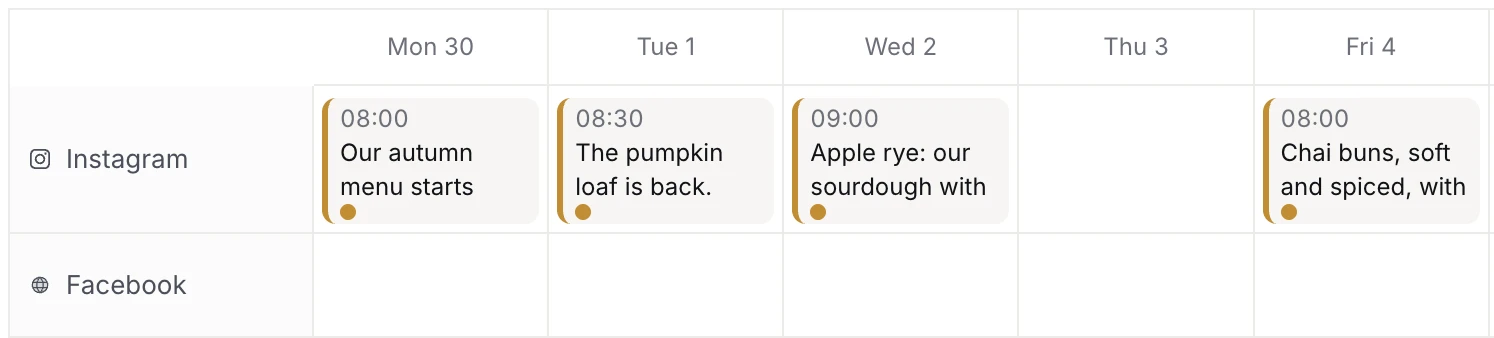 Mon 30
Tue 1
Wed 2
Thu 3
Fri 4
Instagram
08:00
Our autumn
menu starts
08:30
The pumpkin
loaf is back.
09:00
Apple rye: our
sourdough with
08:00
Chai buns, soft
and spiced, with
Facebook